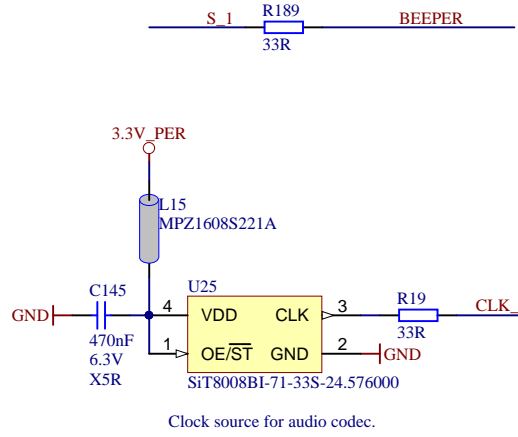 S_1
R189
BEEPER
33R
3.3V_PER
L15
MPZ1608S221A
C145
U25
GND
4
VDD
CLK
3
R19
CLK_
470nF
6.3V
X5R
1
OE/ST
GND
2
GND
33R
SiT8008BI-71-33S-24.576000
Clock source for audio codec.